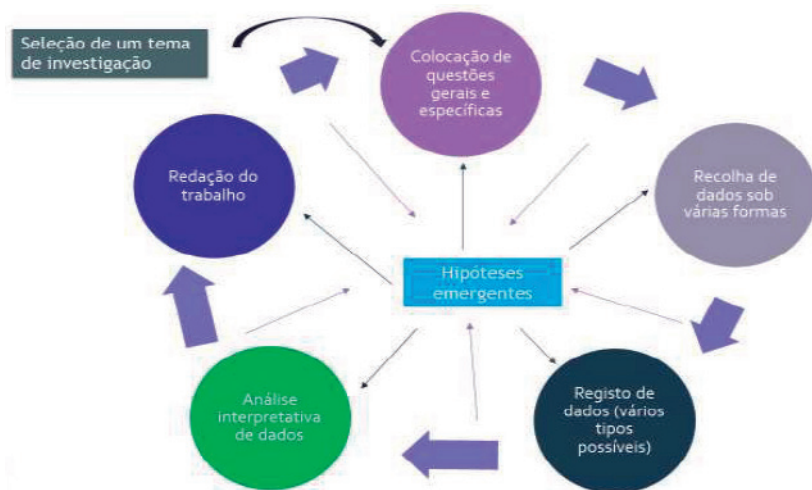 Seleção de um tema
de investigação
Colocação de
questões
gerais e
específicas
Recolha de
dados sob
várias formas
Registo de
dados (vários
tipos
possíveis)
Análise
interpretativa
de dados
Redação do
trabalho
Hipóteses
emergentes